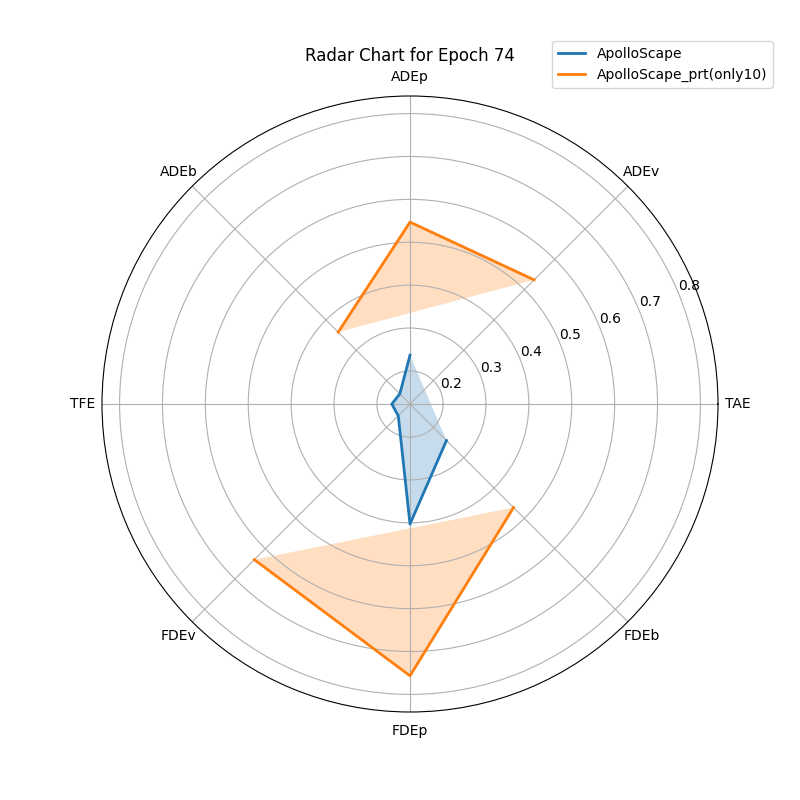 Radar Chart for Epoch 74
ApolloScape
ApolloScape_prt(only10)
ADEp
ADEb
ADEv
0.8
0.7
0.6
0.5
0.4
0.3
0.2
TFE
TAE
FDEv
FDEb
FDEp